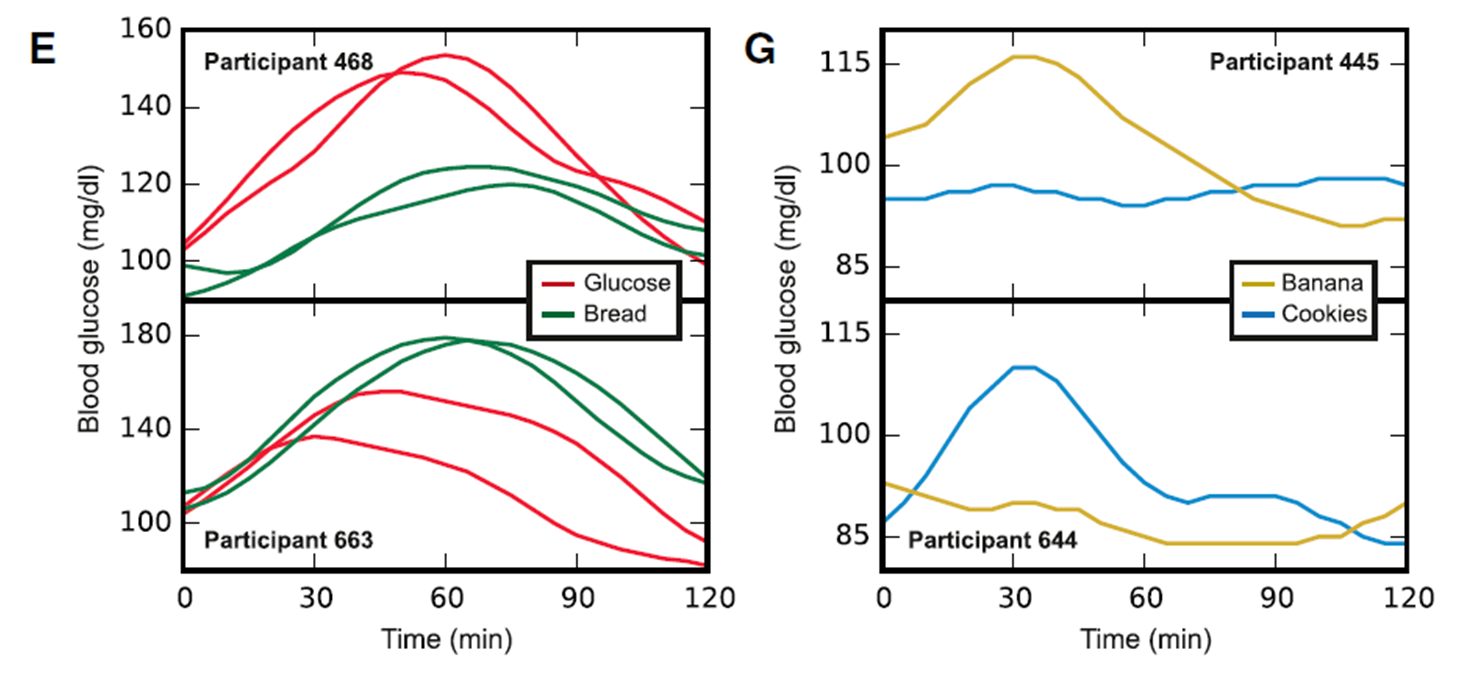 E
Blood glucose (mg/dl)
160
140
120
100
Participant 468
Glucose
Bread
180
140
100
Participant 663
0 30 60 90 120
Time (min)
G
Blood glucose (mg/dl)
115
100
85
Participant 445
Banana
Cookies
115
100
85
Participant 644
0 30 60 90 120
Time (min)